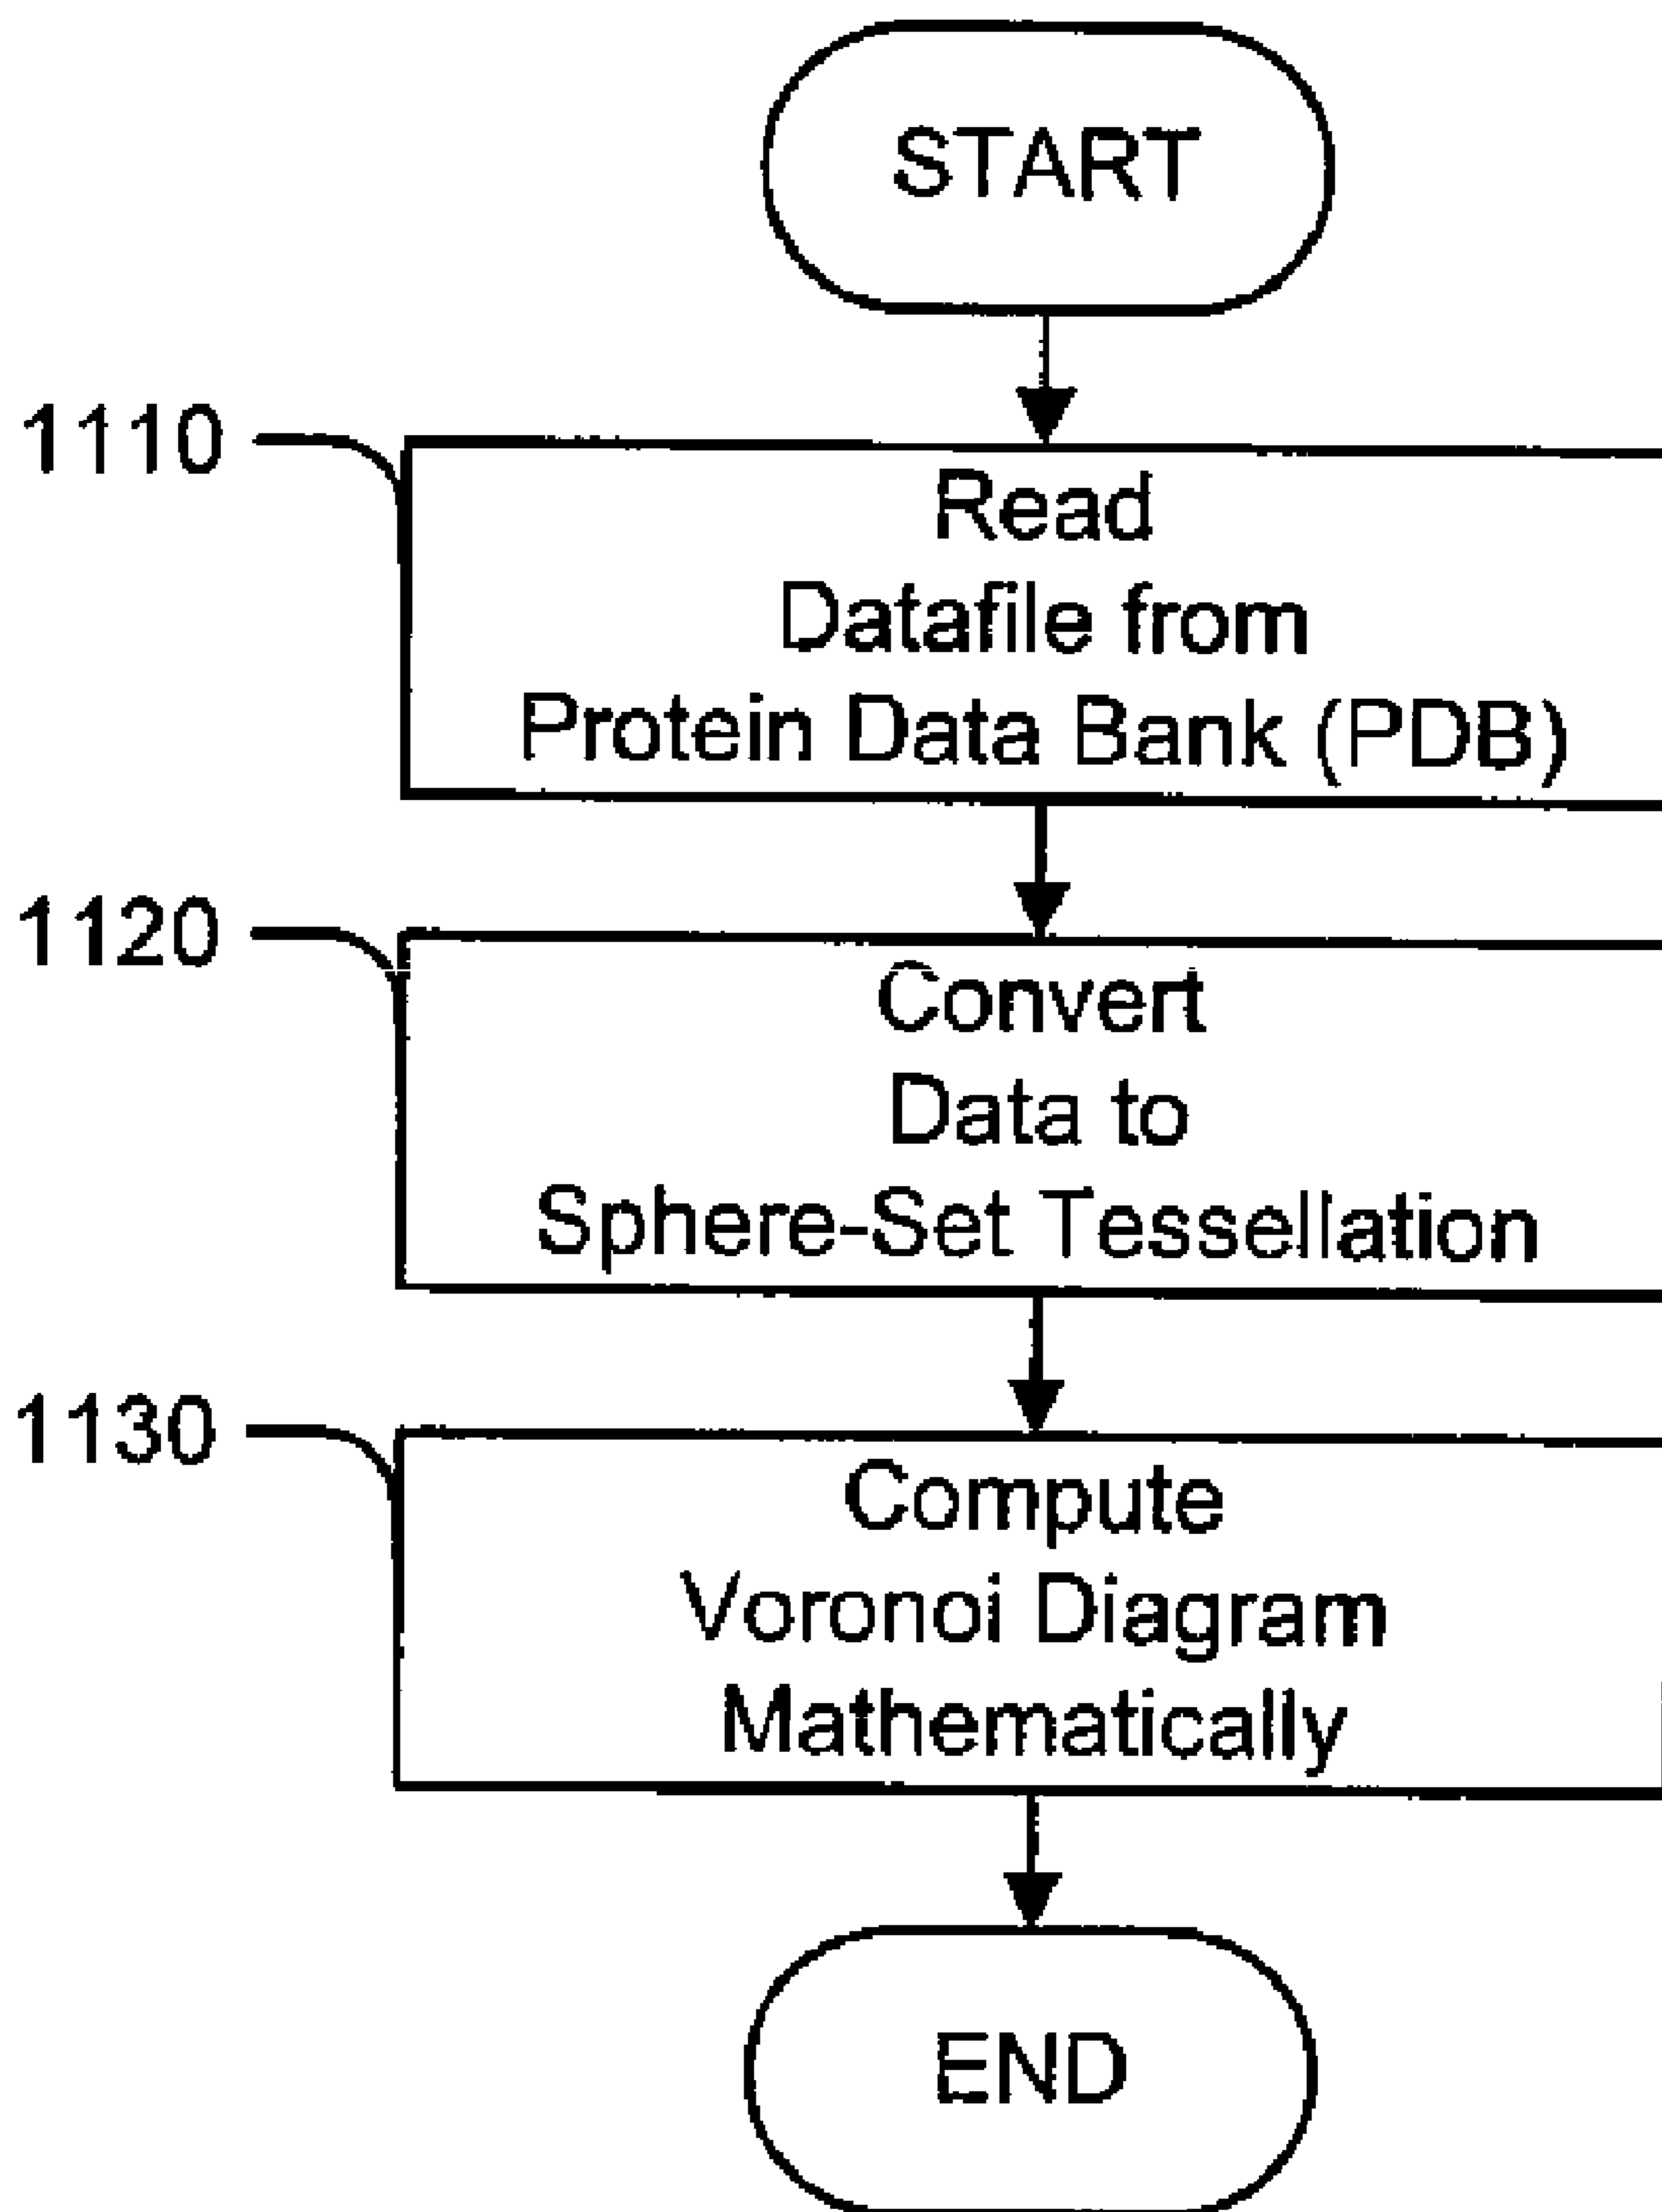 START
1110
Read
Datafile from
Protein Data Bank (PDB)
1120
Convert
Data to
Sphere-Set Tessellation
1130
Compute
Voronoi Diagram
Mathematically
END